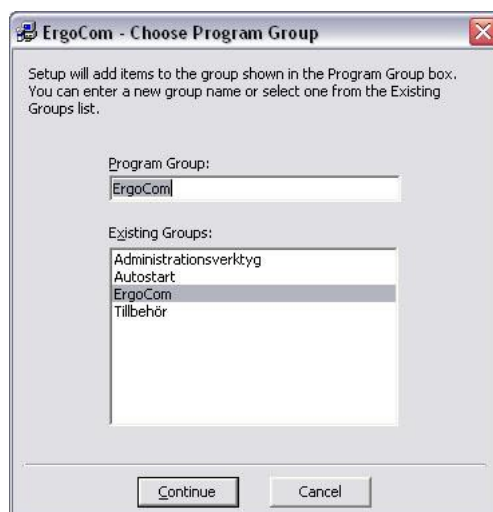 ErgoCom - Choose Program Group
Setup will add items to the group shown in the Program Group box.
You can enter a new group name or select one from the Existing
Groups list.
Program Group:
ErgoCom
Existing Groups:
Administrationsverktyg
Autostart
ErgoCom
Tillbehör
Continue
Cancel